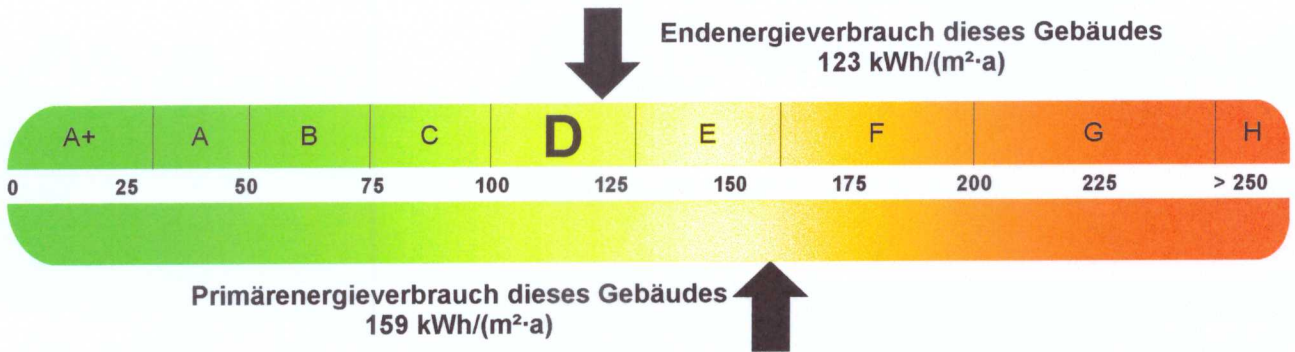 Endenergieverbrauch dieses Gebäudes
123 kWh/(m²·a)
A+ A B C D E F G H
0 25 50 75 100 125 150 175 200 225 > 250
Primärenergieverbrauch dieses Gebäudes
159 kWh/(m²·a)